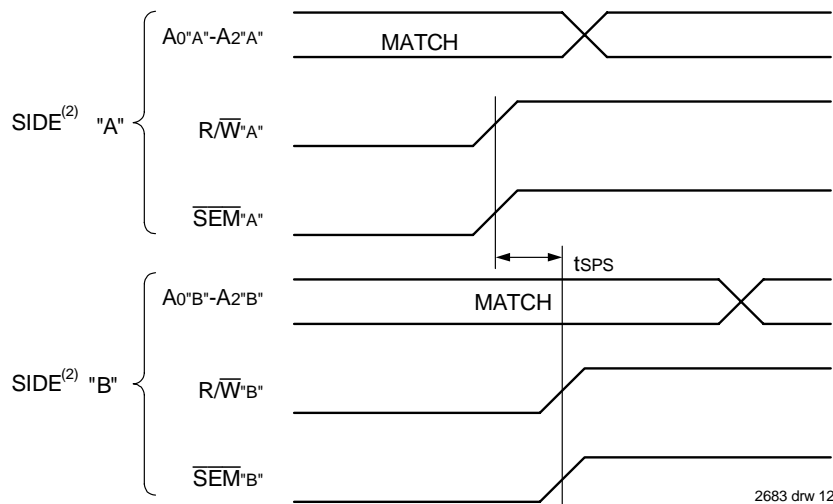 A0"A"-A2"A"
MATCH
SIDE(2) "A"
R/W"A"
SEM"A"
tSPS
A0"B"-A2"B"
MATCH
SIDE(2) "B"
R/W"B"
SEM"B"
2683 drw 12